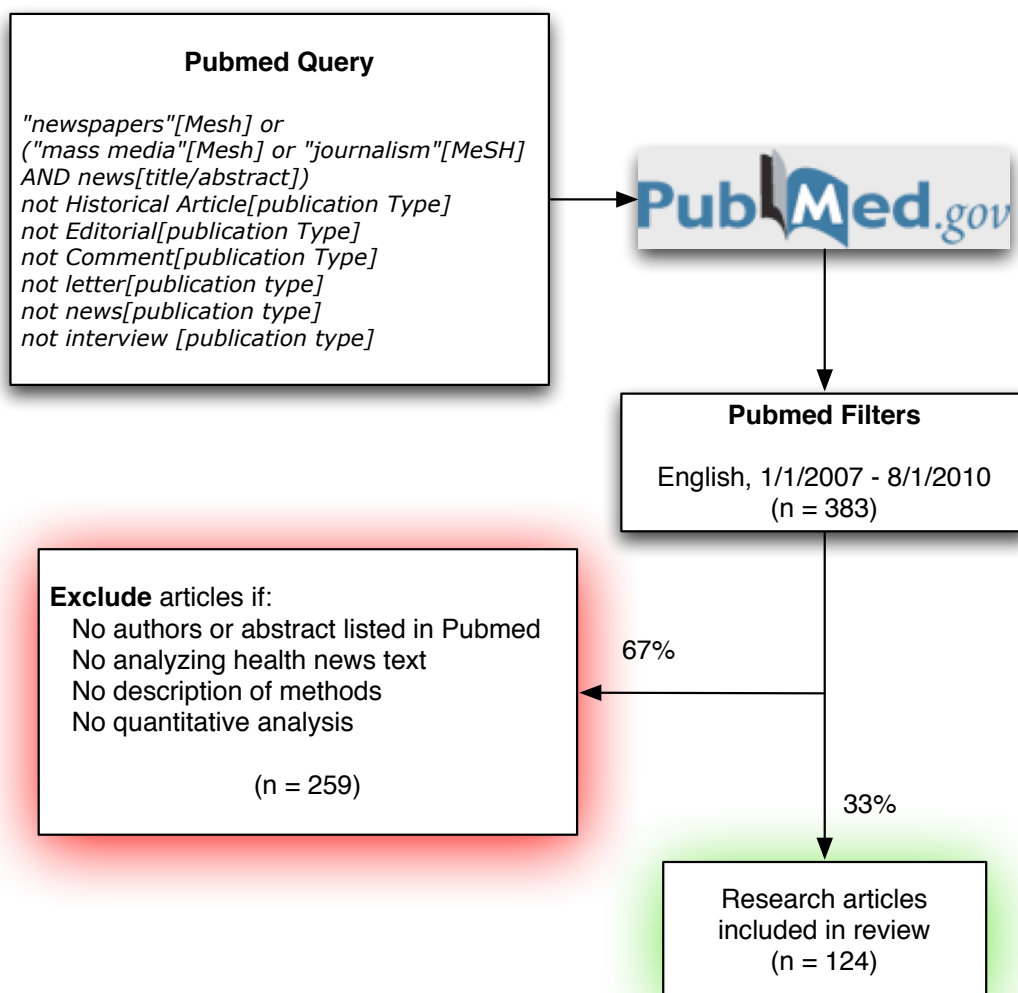 Pubmed Query
"newspapers"[Mesh] or
("mass media"[Mesh] or "journalism"[MeSH]
AND news[title/abstract])
not Historical Article[publication Type]
not Editorial[publication Type]
not Comment[publication Type]
not letter[publication type]
not news[publication type]
not interview [publication type]
PubMed.gov
Pubmed Filters
English, 1/1/2007 - 8/1/2010
(n = 383)
Exclude articles if:
No authors or abstract listed in Pubmed
No analyzing health news text
No description of methods
No quantitative analysis
(n = 259)
67%
33%
Research articles
included in review
(n = 124)